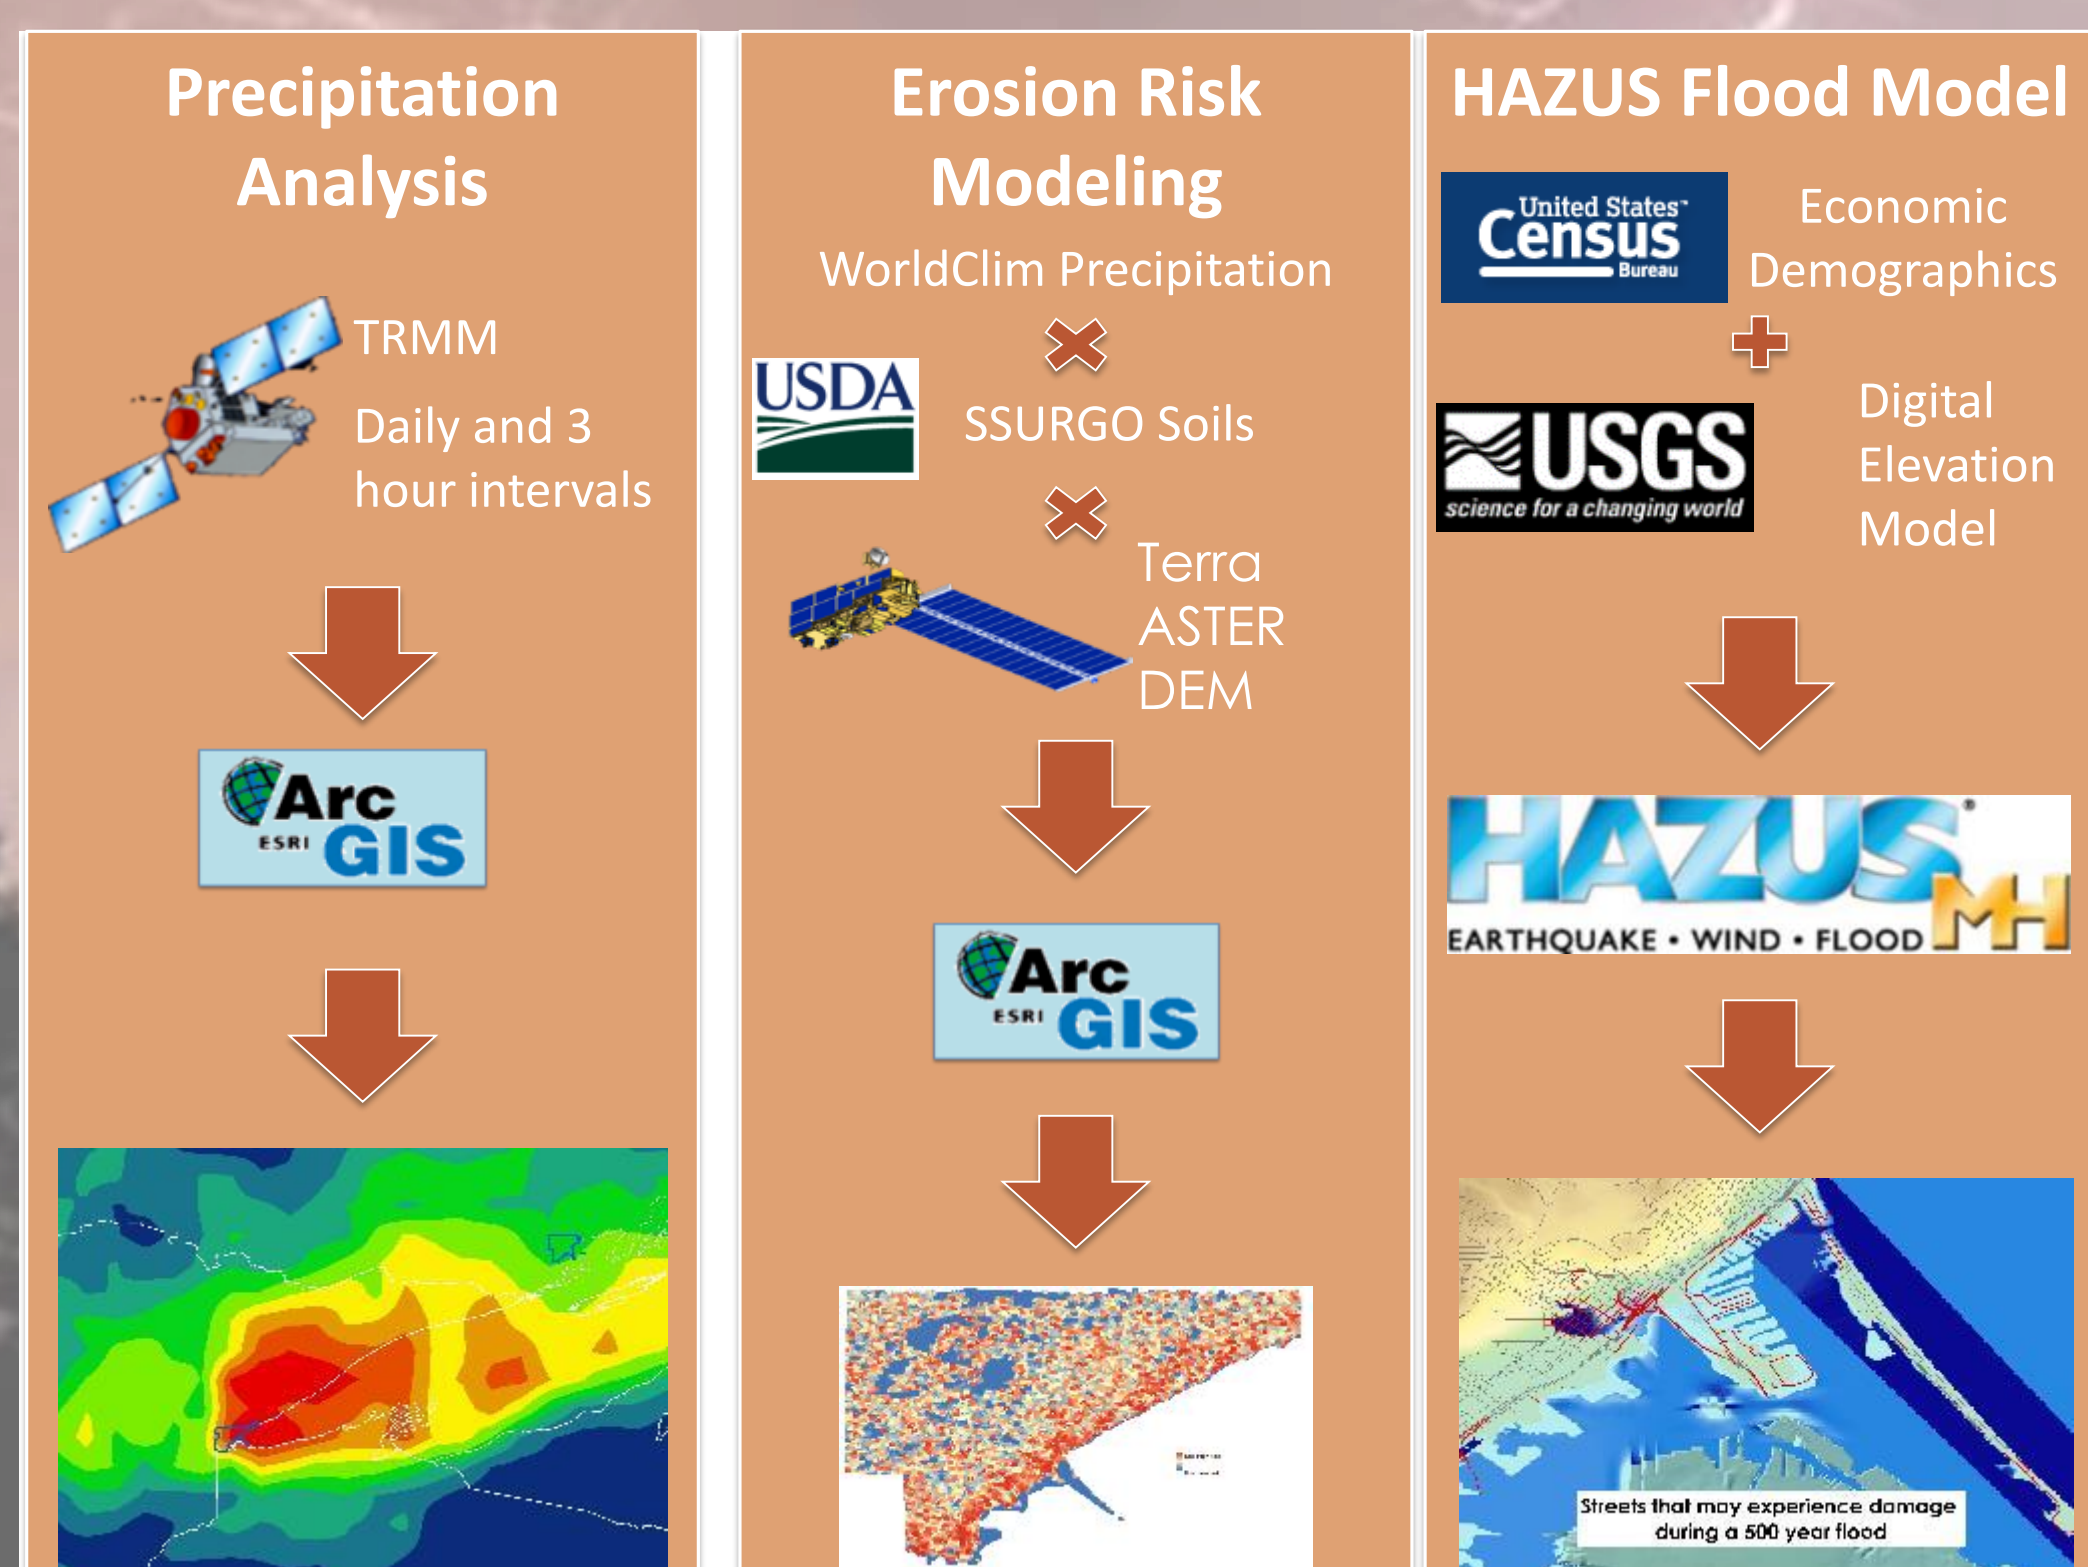 Precipitation
Analysis
TRMM
Daily and 3
hour intervals
Arc
ESRI GIS
Erosion Risk
Modeling
WorldClim Precipitation
USDA
SSURGO Soils
Terra
ASTER
DEM
Arc
ESRI GIS
HAZUS Flood Model
United States™
Census
Bureau
Economic
Demographics
USGS
science for a changing world
Digital
Elevation
Model
HAZUS®
MH
EARTHQUAKE • WIND • FLOOD
Streets that may experience damage
during a 500 year flood